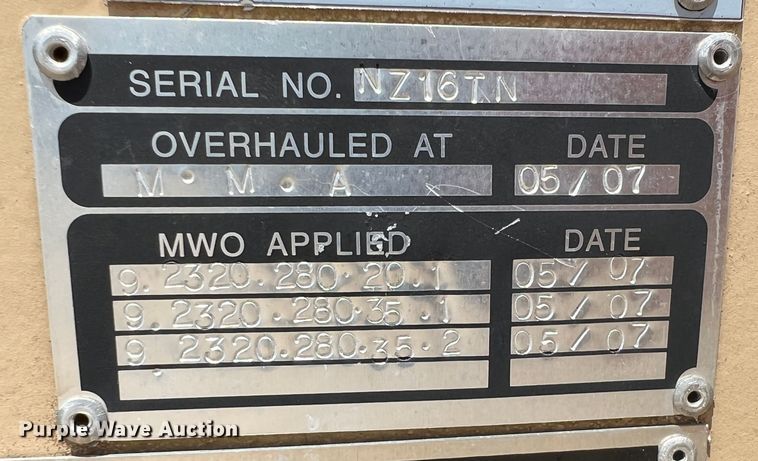 SERIAL NO. NZ16TN
OVERHAULED AT DATE
M · M · A 05/07
MWO APPLIED DATE
9.2320.280.20.1 05/07
9.2320.280.35.1 05/07
9.2320.280.35.2 05/07
Purple Wave Auction